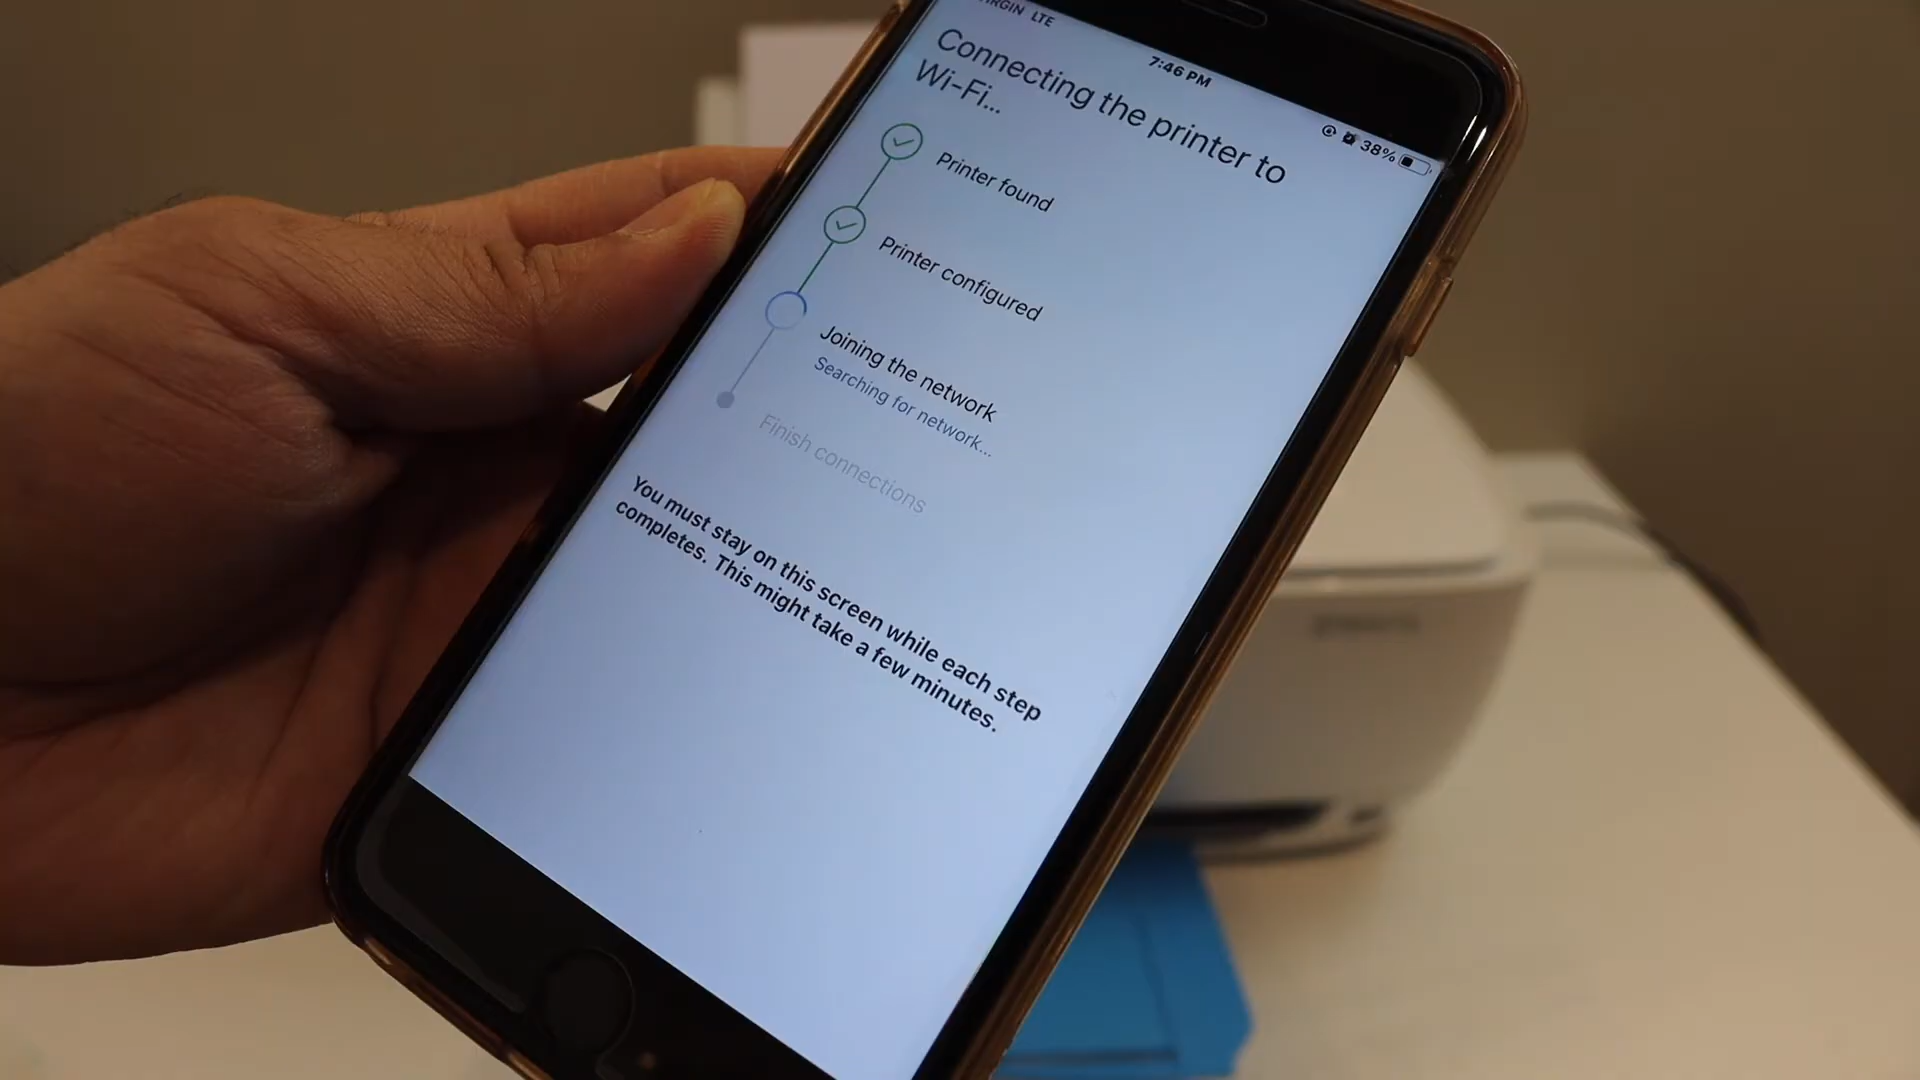 LTE
7:46 PM
38%
Connecting the printer to
Wi-Fi...
Printer found
Printer configured
Joining the network
Searching for network...
Finish connections
You must stay on this screen while each step
completes. This might take a few minutes.